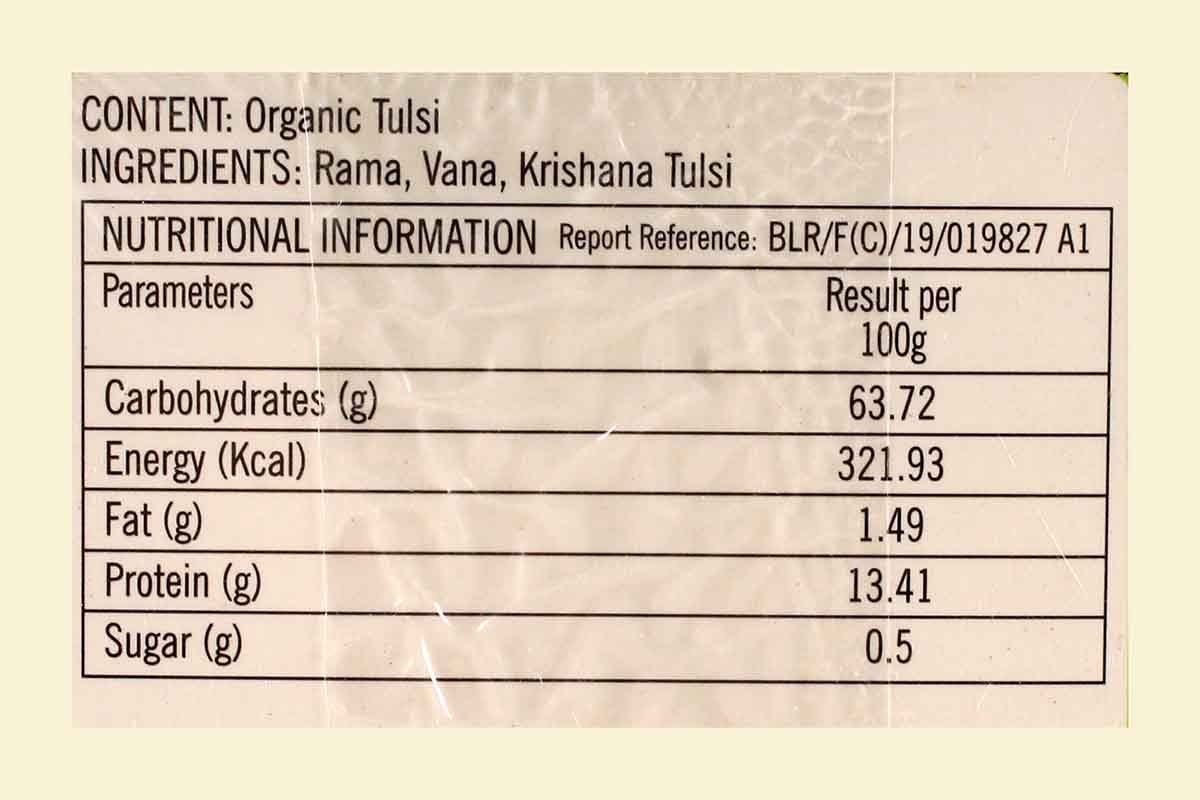 CONTENT: Organic Tulsi
INGREDIENTS: Rama, Vana, Krishana Tulsi
NUTRITIONAL INFORMATION Report Reference: BLR/F(C)/19/019827 A1
Parameters Result per
100g
Carbohydrates (g) 63.72
Energy (Kcal) 321.93
Fat (g) 1.49
Protein (g) 13.41
Sugar (g) 0.5